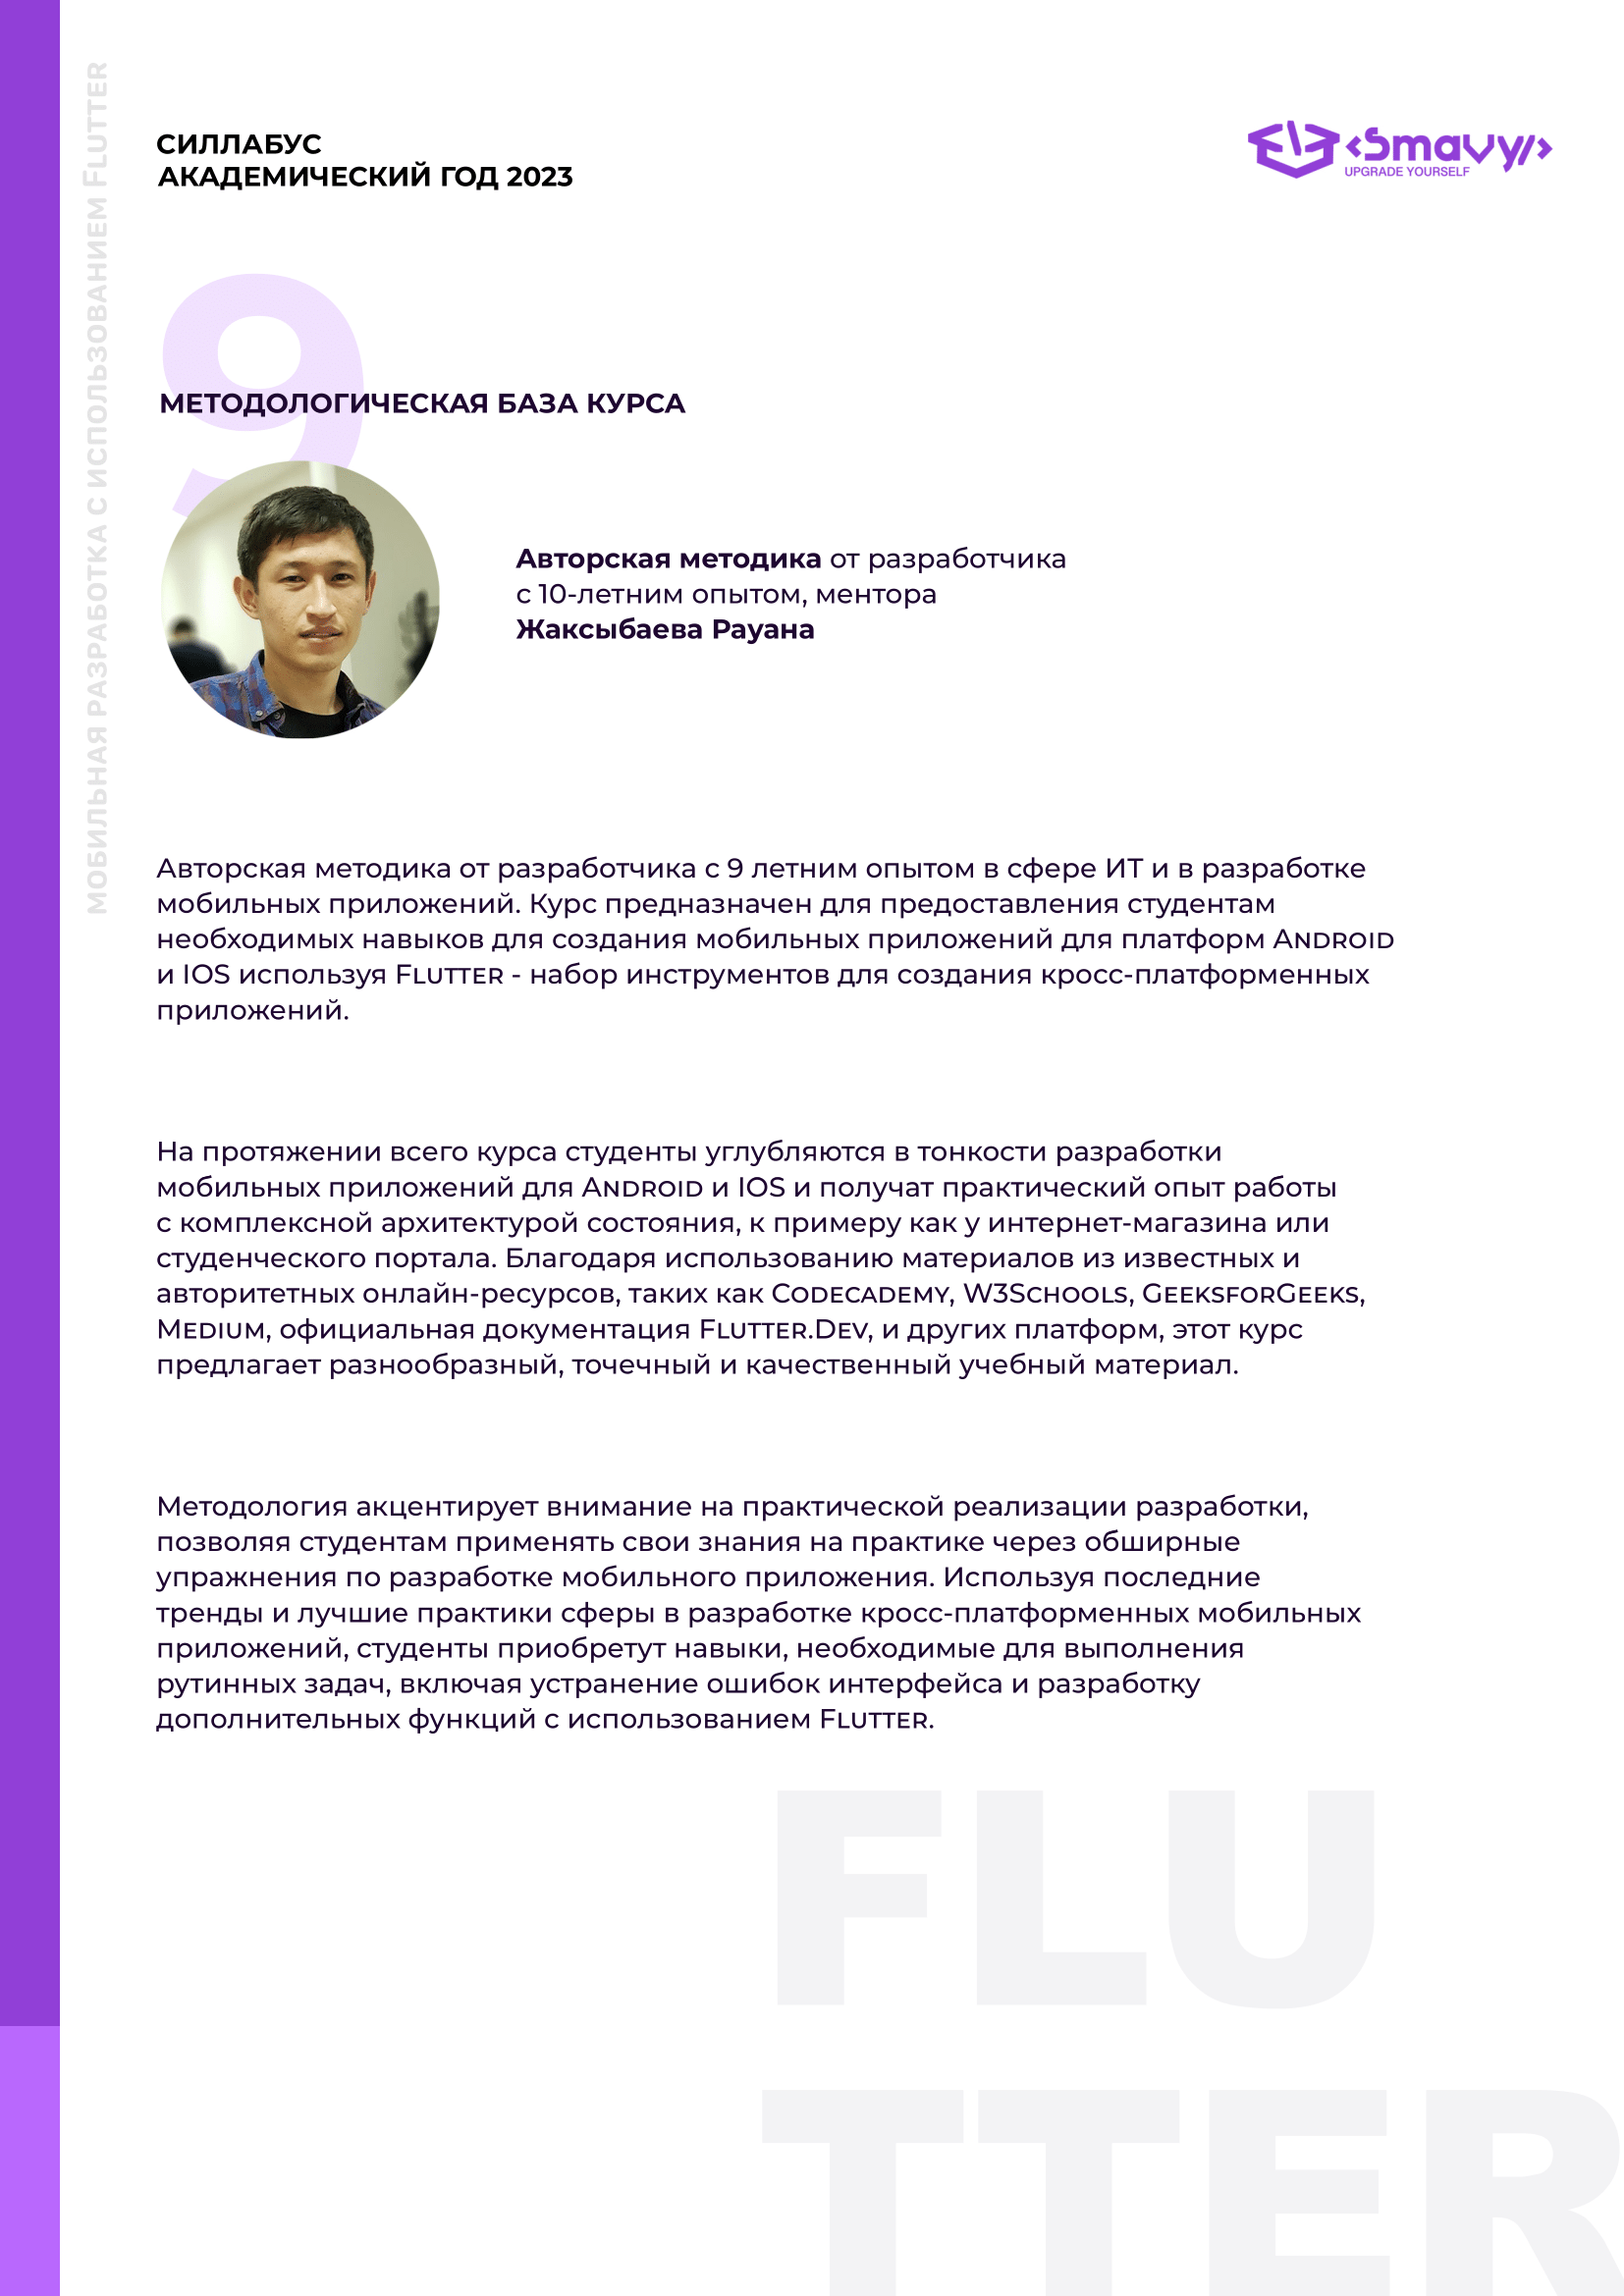 МОБИЛЬНАЯ РАЗРАБОТКА С ИСПОЛЬЗОВАНИЕМ FLUTTER
СИЛЛАБУС
АКАДЕМИЧЕСКИЙ ГОД 2023
<Smavy/>
UPGRADE YOURSELF
9
МЕТОДОЛОГИЧЕСКАЯ БАЗА КУРСА
Авторская методика от разработчика
с 10-летним опытом, ментора
Жаксыбаева Рауана
Авторская методика от разработчика с 9 летним опытом в сфере ИТ и в разработке
мобильных приложений. Курс предназначен для предоставления студентам
необходимых навыков для создания мобильных приложений для платформ ANDROID
и IOS используя FLUTTER - набор инструментов для создания кросс-платформенных
приложений.
На протяжении всего курса студенты углубляются в тонкости разработки
мобильных приложений для ANDROID и IOS и получат практический опыт работы
с комплексной архитектурой состояния, к примеру как у интернет-магазина или
студенческого портала. Благодаря использованию материалов из известных и
авторитетных онлайн-ресурсов, таких как CODECADEMY, W3SCHOOLS, GEEKSFORGEEKS,
MEDIUM, официальная документация FLUTTER.DEV, и других платформ, этот курс
предлагает разнообразный, точечный и качественный учебный материал.
Методология акцентирует внимание на практической реализации разработки,
позволяя студентам применять свои знания на практике через обширные
упражнения по разработке мобильного приложения. Используя последние
тренды и лучшие практики сферы в разработке кросс-платформенных мобильных
приложений, студенты приобретут навыки, необходимые для выполнения
рутинных задач, включая устранение ошибок интерфейса и разработку
дополнительных функций с использованием FLUTTER.
FLU
TTER